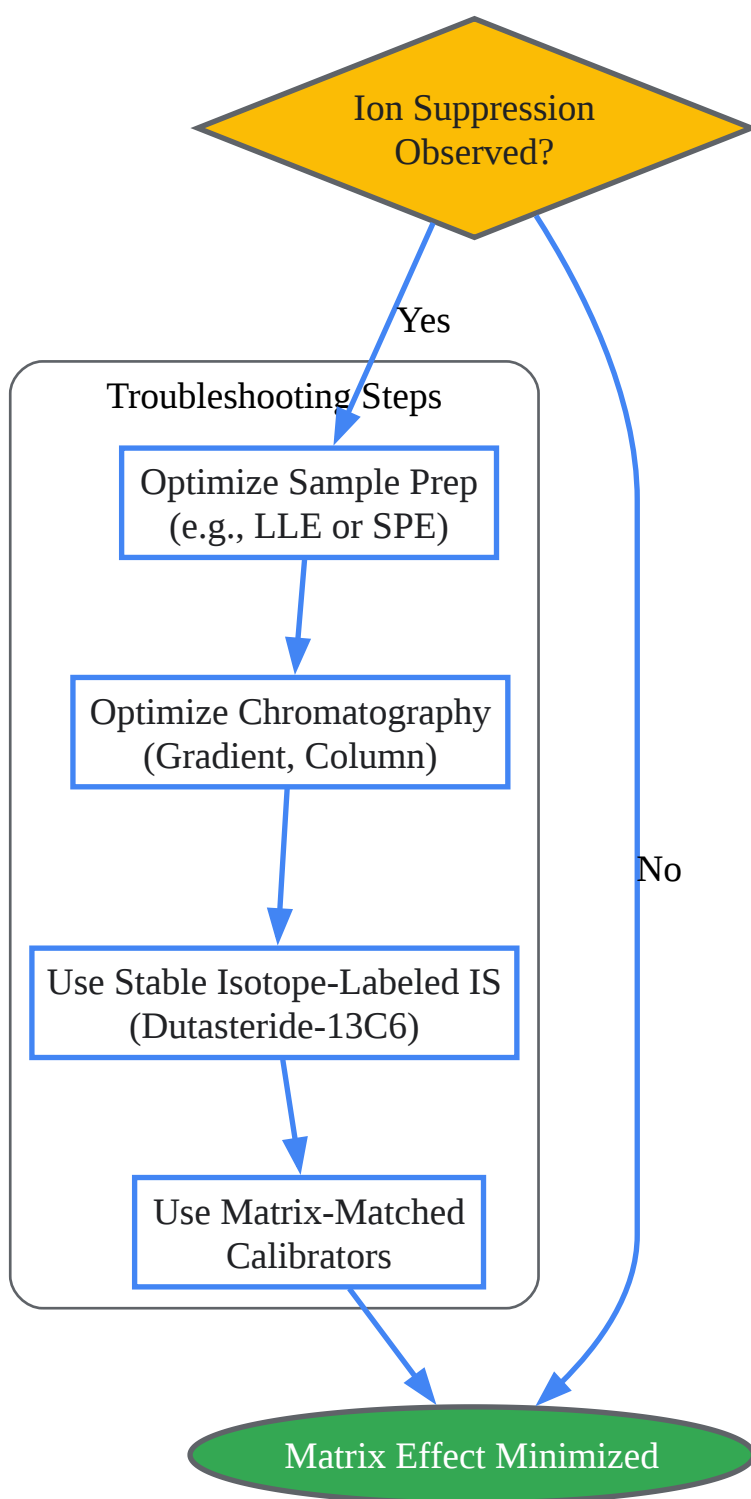 Ion Suppression
Observed?
Yes
Troubleshooting Steps
Optimize Sample Prep
(e.g., LLE or SPE)
Optimize Chromatography
(Gradient, Column)
No
Use Stable Isotope-Labeled IS
(Dutasteride-13C6)
Use Matrix-Matched
Calibrators
Matrix Effect Minimized